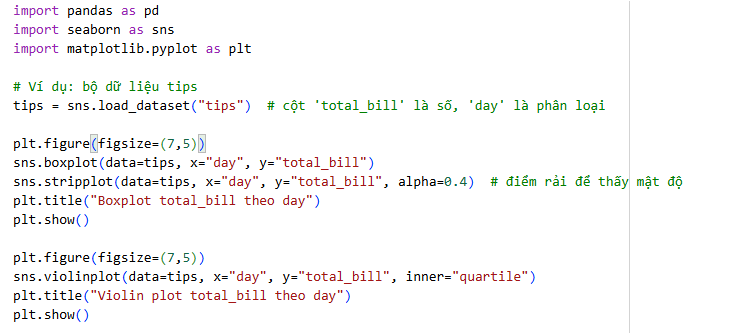 import pandas as pd
import seaborn as sns
import matplotlib.pyplot as plt
# Ví dụ: bộ dữ liệu tips
tips = sns.load_dataset("tips")  # cột 'total_bill' là số, 'day' là phân loại
plt.figure(figsize=(7,5))
sns.boxplot(data=tips, x="day", y="total_bill")
sns.stripplot(data=tips, x="day", y="total_bill", alpha=0.4)  # điểm rải để thấy mật độ
plt.title("Boxplot total_bill theo day")
plt.show()
plt.figure(figsize=(7,5))
sns.violinplot(data=tips, x="day", y="total_bill", inner="quartile")
plt.title("Violin plot total_bill theo day")
plt.show()